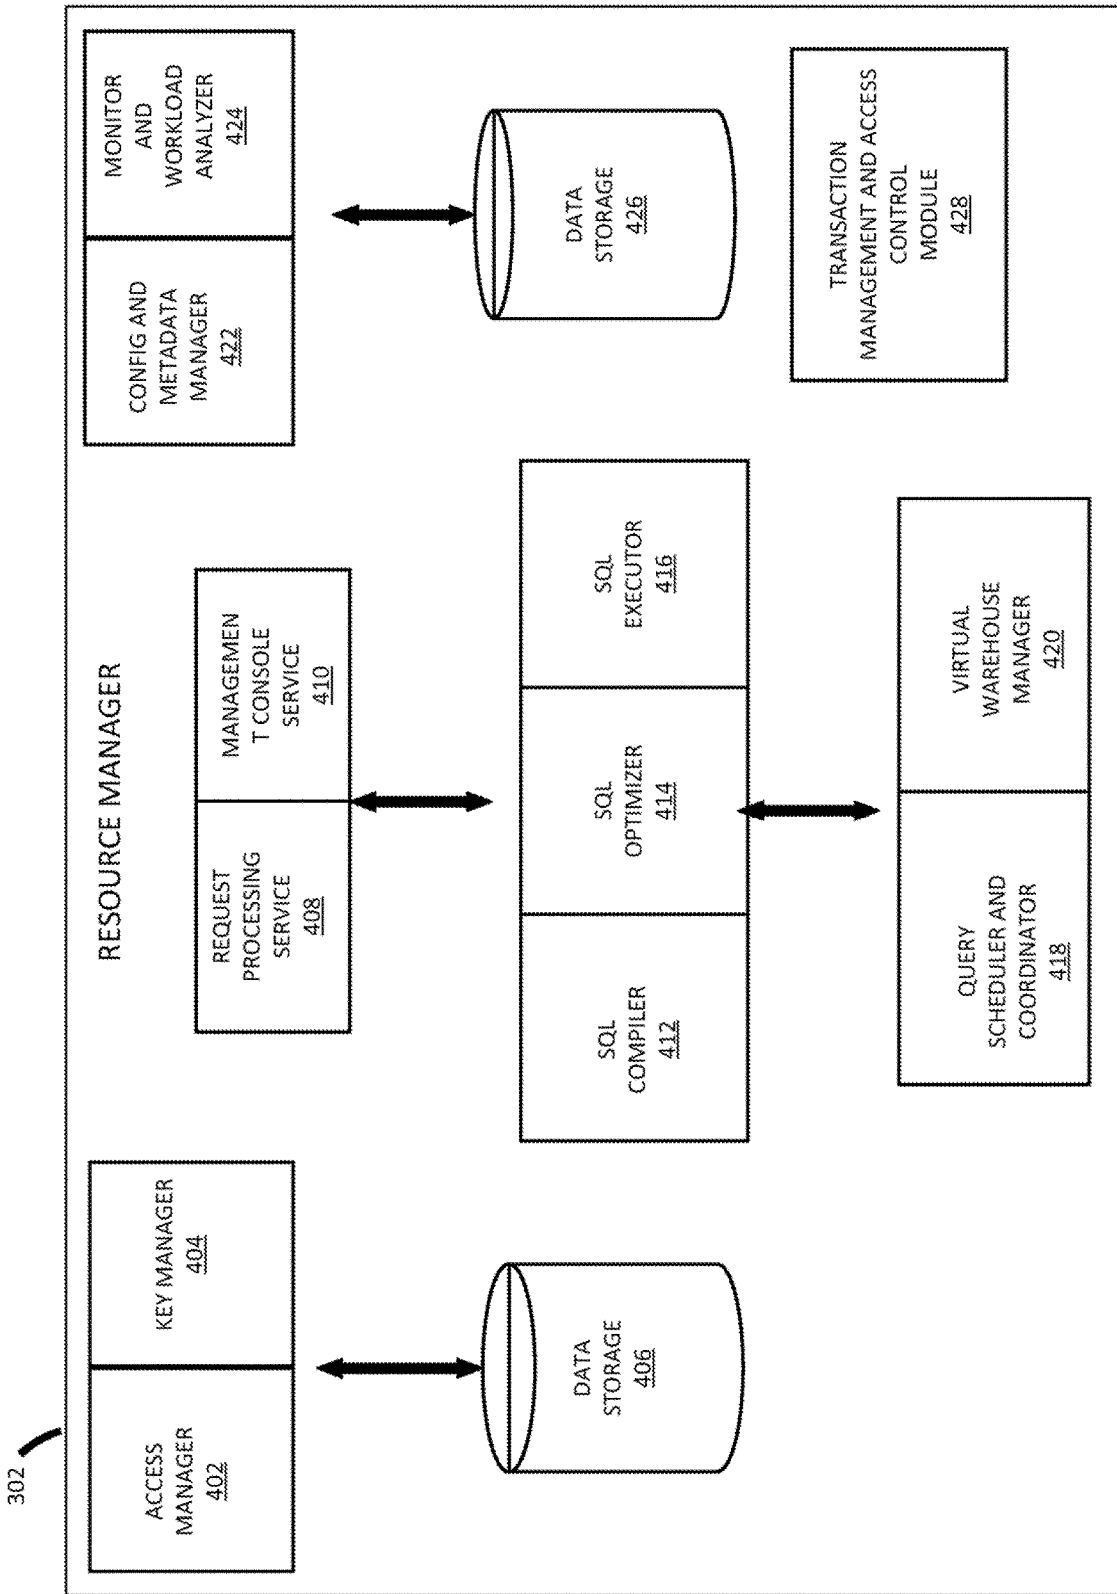 302
RESOURCE MANAGER
ACCESS
MANAGER
402
KEY MANAGER
404
DATA
STORAGE
406
REQUEST
PROCESSING
SERVICE
408
MANAGEMEN
T CONSOLE
SERVICE
410
SQL
COMPILER
412
SQL
OPTIMIZER
414
SQL
EXECUTOR
416
QUERY
SCHEDULER AND
COORDINATOR
418
VIRTUAL
WAREHOUSE
MANAGER
420
CONFIG AND
METADATA
MANAGER
422
MONITOR
AND
WORKLOAD
ANALYZER
424
DATA
STORAGE
426
TRANSACTION
MANAGEMENT AND ACCESS
CONTROL
MODULE
428